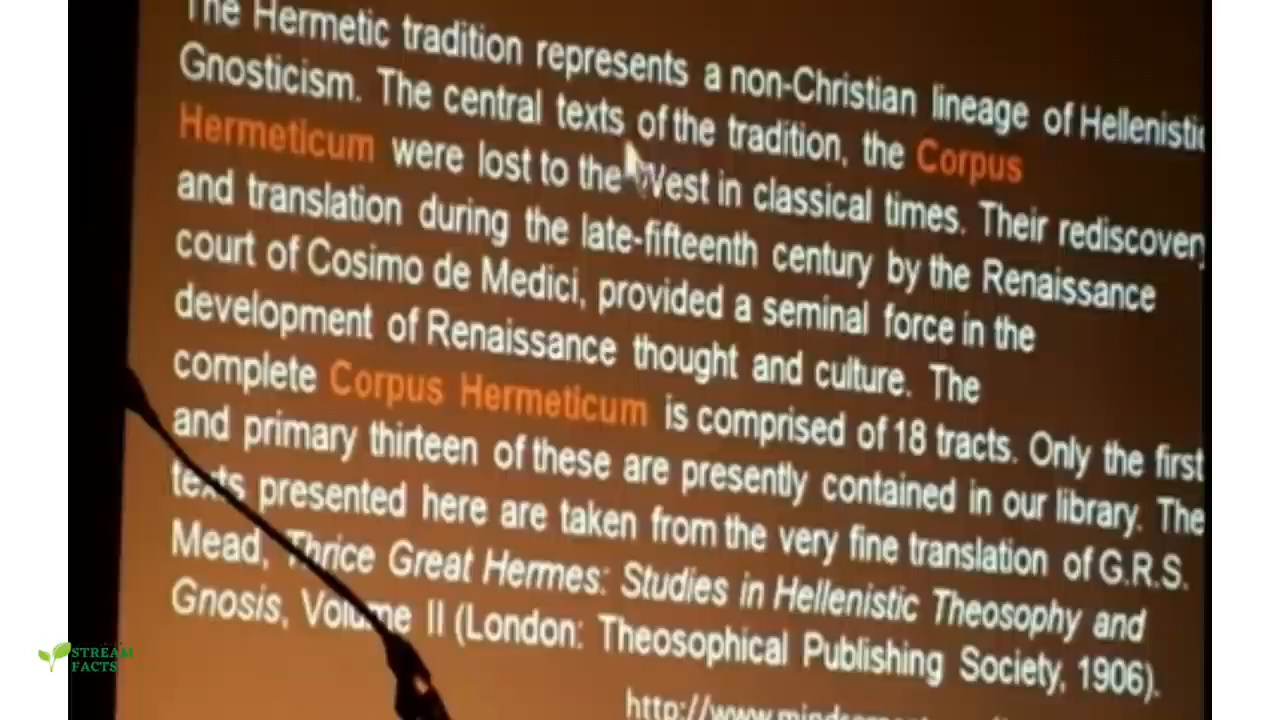 The Hermetic tradition represents a non-Christian lineage of Hellenistic
Gnosticism. The central texts of the tradition, the Corpus
Hermeticum were lost to the West in classical times. Their rediscovery
and translation during the late-fifteenth century by the Renaissance
court of Cosimo de Medici, provided a seminal force in the
development of Renaissance thought and culture. The
complete Corpus Hermeticum is comprised of 18 tracts. Only the first
and primary thirteen of these are presently contained in our library. The
texts presented here are taken from the very fine translation of G.R.S.
Mead, Thrice Great Hermes: Studies in Hellenistic Theosophy and
Gnosis, Volume II (London: Theosophical Publishing Society, 1906).
STREAM
FACTS